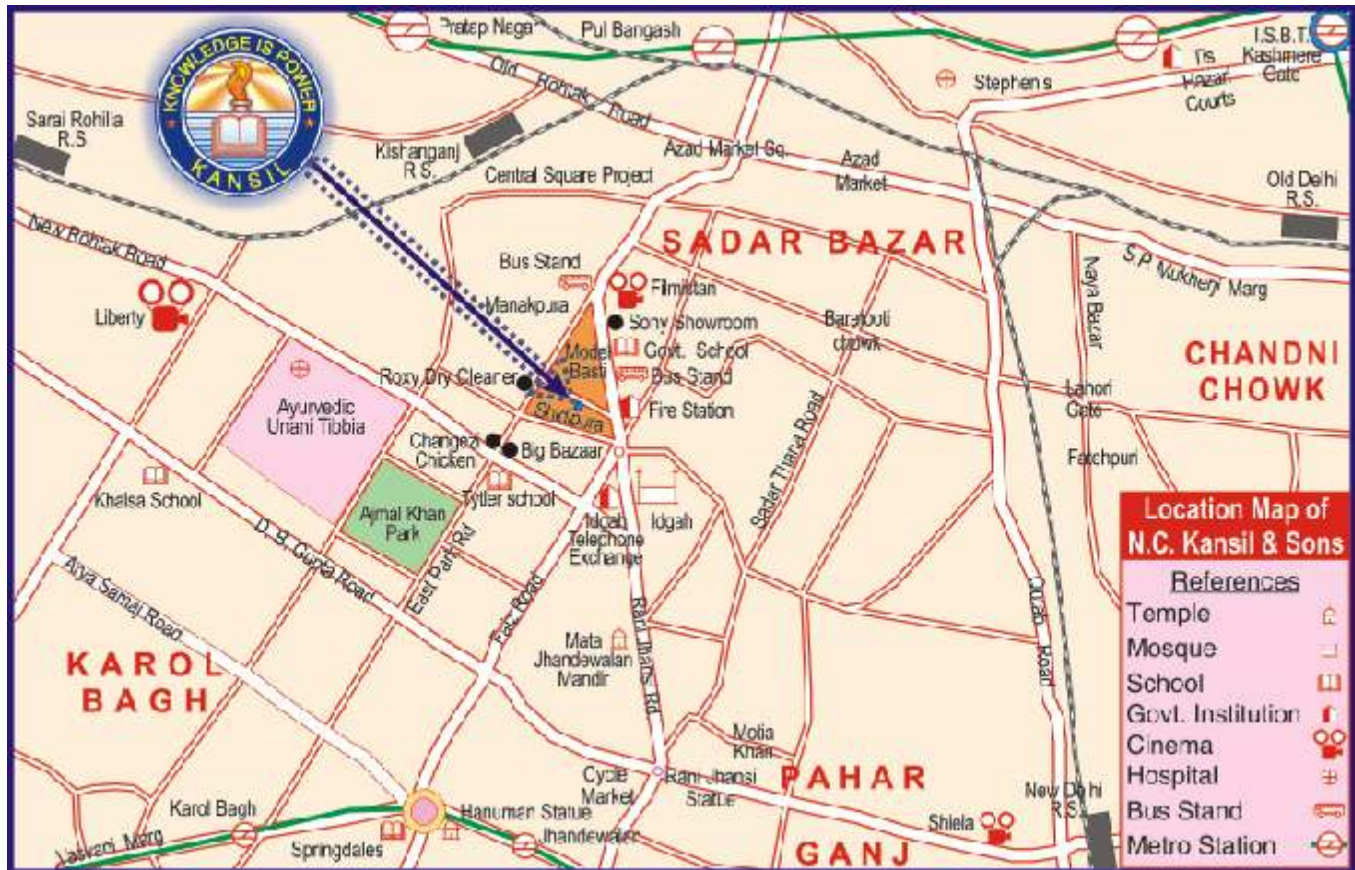 Pratap Nagar
Pul Bangash
I.S.B.T.
Kashmere
Gate
Tis
Hazari
Courts
Stephen's
KNOWLEDGE IS POWER
KANSIL
Old Rohtak Road
Sarai Rohilla
R.S
Kishanganj
R.S.
Azad Market Sq.
Azad
Market
Central Square Project
Old Delhi
R.S.
New Rohtak Road
SADAR BAZAR
S.P. Mukherji Marg
Naya Bazar
Bus Stand
Filmistan
Manakpura
Liberty
Sony Showroom
Baratooti
chowk
Model
Basti
Govt. School
CHANDNI
CHOWK
Roxy Dry Cleaner
Bus Stand
Lahori
Gate
Ayurvedic
Unani Tibbia
Shidipura
Fire Station
Changezi
Chicken
Big Bazaar
Sadar Thana Road
Fatehpuri
Khalsa School
Tytler school
Ajmal Khan
Park
Idgah
Telephone
Exchange
Idgah
D. B. Gupta Road
East Park Rd
Arya Samaj Road
Faiz Road
Rani Jhansi Rd
Qutab Road
Mata
Jhandewalan
Mandir
KAROL
BAGH
Motia
Khan
Cycle
Market
Rani Jhansi
Statue
PAHAR
GANJ
New Delhi
R.S.
Karol Bagh
Hanuman Statue
Shiela
Springdales
Location Map of
N.C. Kansil & Sons
References
Temple
Mosque
School
Govt. Institution
Cinema
Hospital
Bus Stand
Metro Station